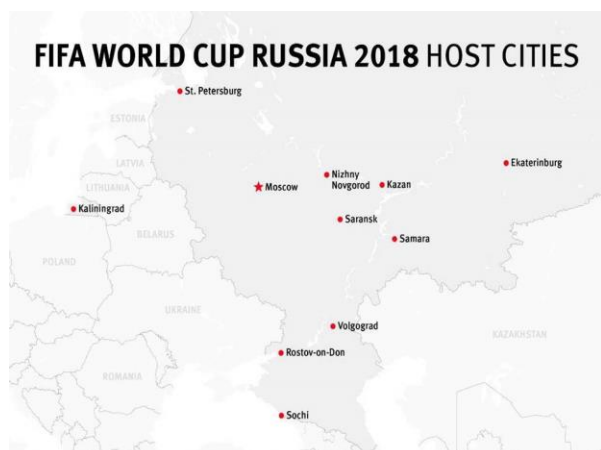 FIFA WORLD CUP RUSSIA 2018 HOST CITIES
St. Petersburg
ESTONIA
LATVIA
Ekaterinburg
Nizhny
Novgorod
Kazan
Moscow
LITHUANIA
Kaliningrad
Saransk
BELARUS
Samara
POLAND
UKRAINE
Volgograd
KAZAKHSTAN
Rostov-on-Don
ROMANIA
Sochi